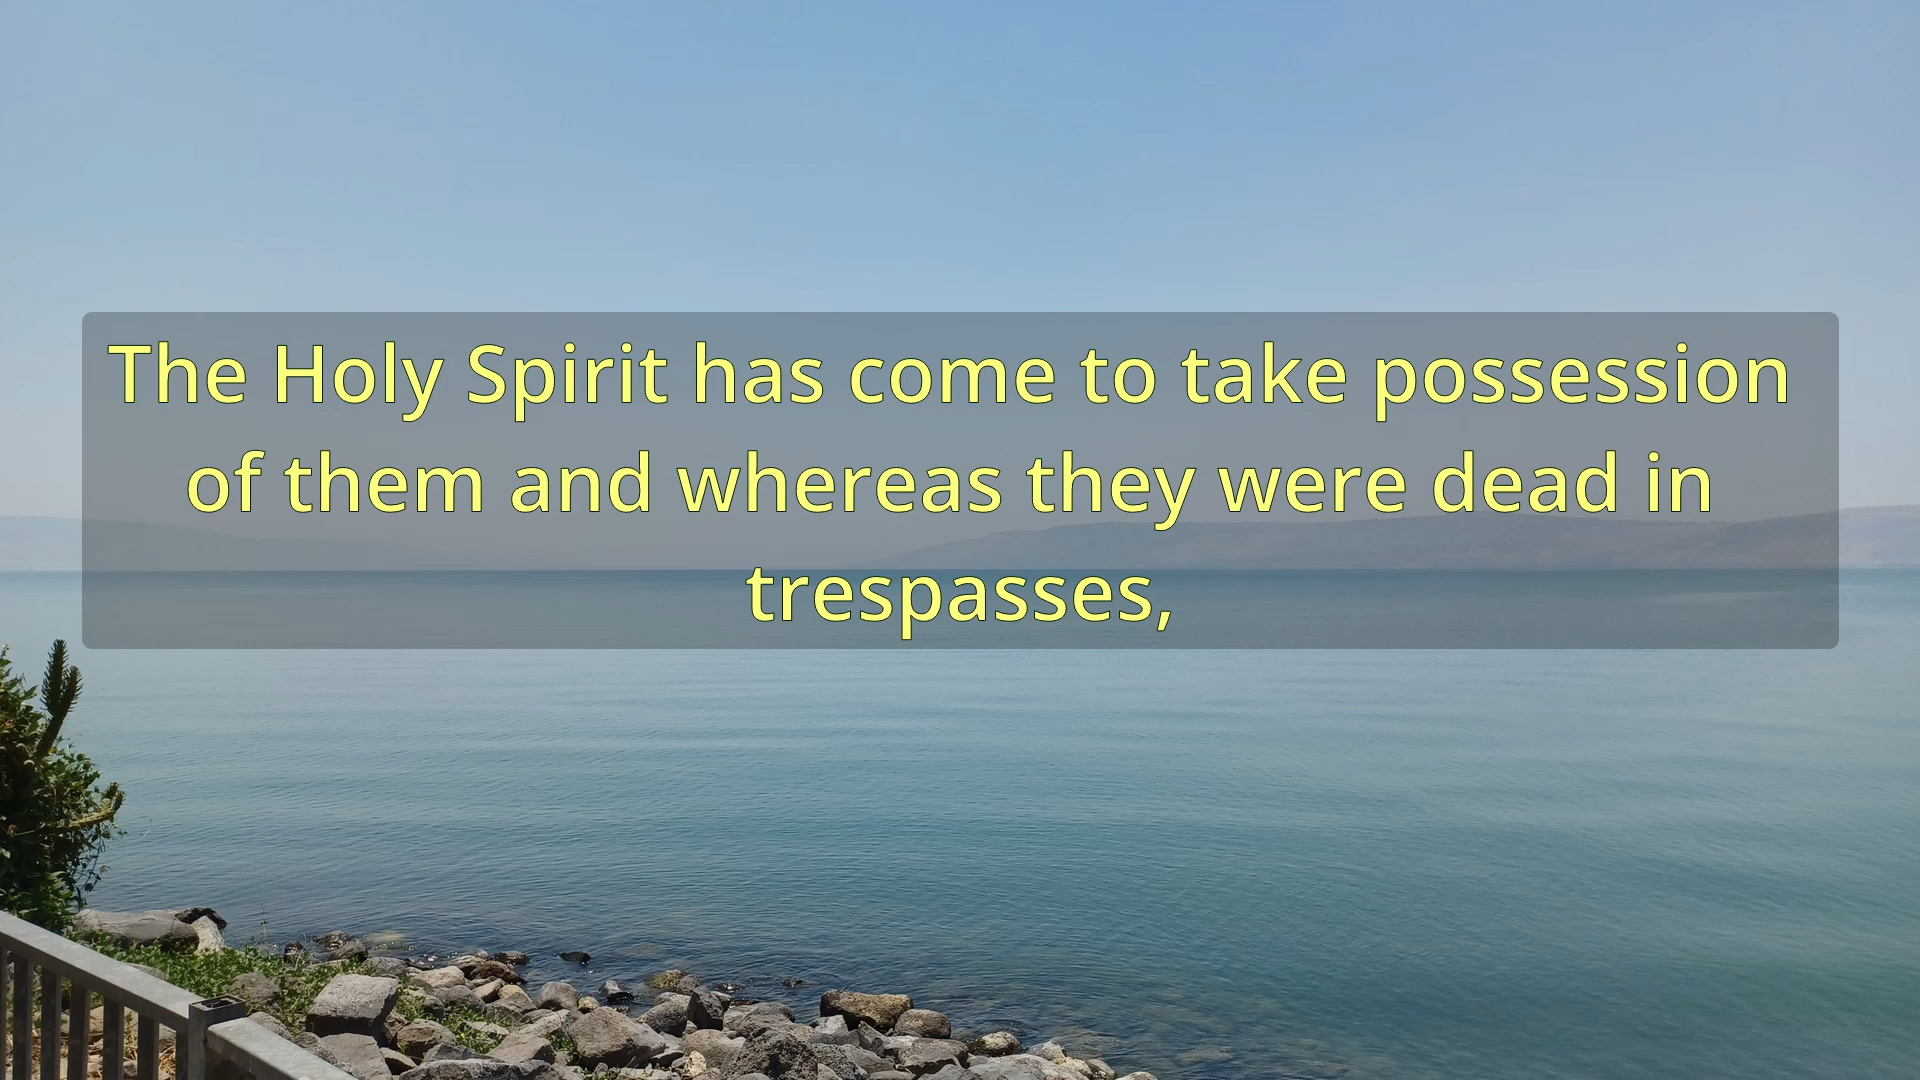 The Holy Spirit has come to take possession
of them and whereas they were dead in
trespasses,